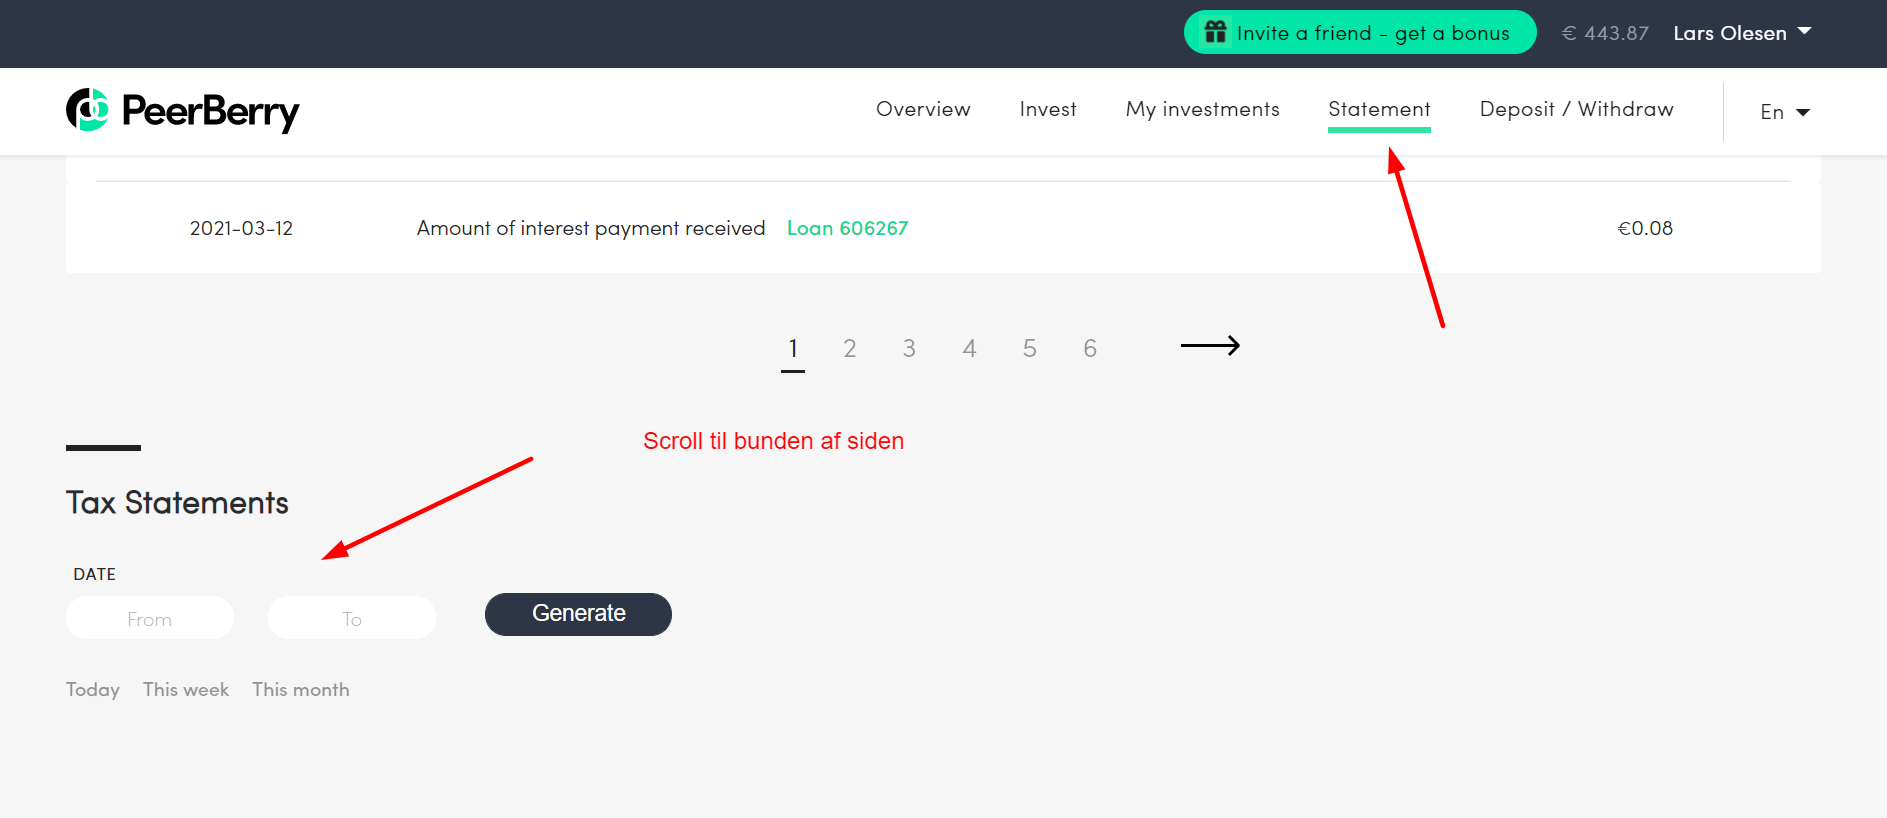 Invite a friend - get a bonus € 443.87 Lars Olesen
PeerBerry Overview Invest My investments Statement Deposit / Withdraw En
2021-03-12 Amount of interest payment received Loan 606267 €0.08
1 2 3 4 5 6
Scroll til bunden af siden
Tax Statements
DATE
From To Generate
Today This week This month